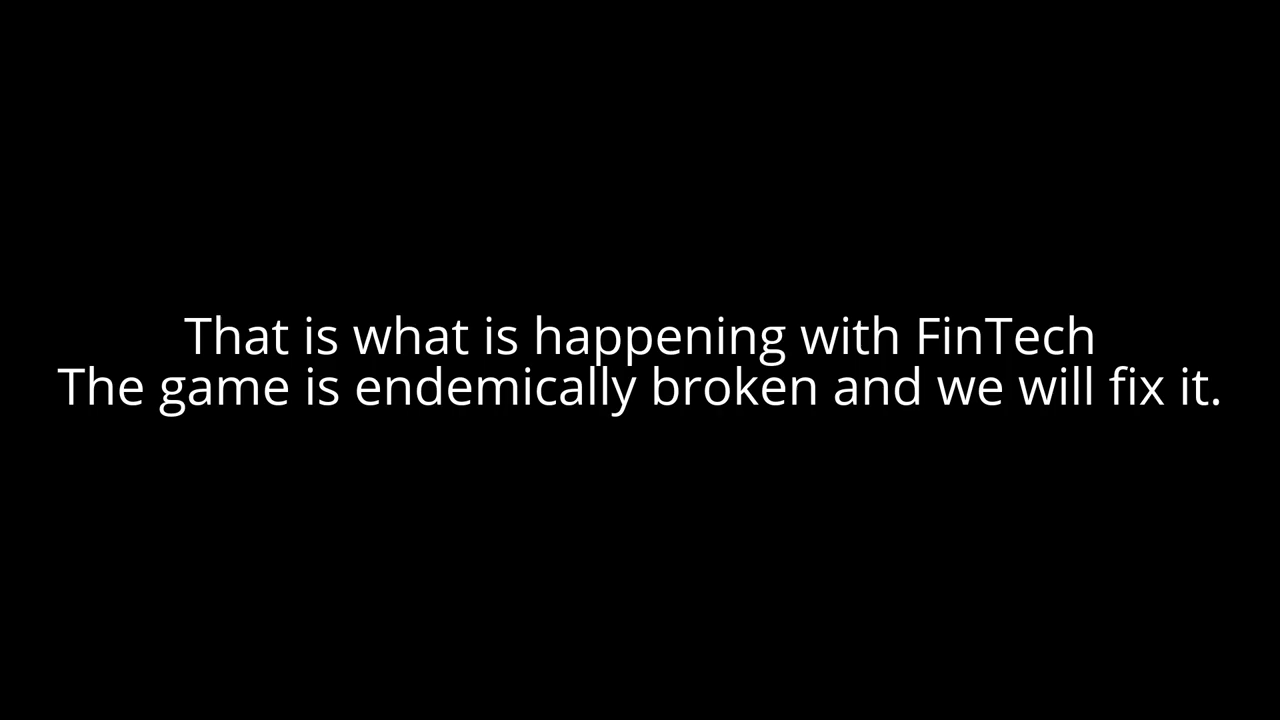 That is what is happening with FinTech
The game is endemically broken and we will fix it.